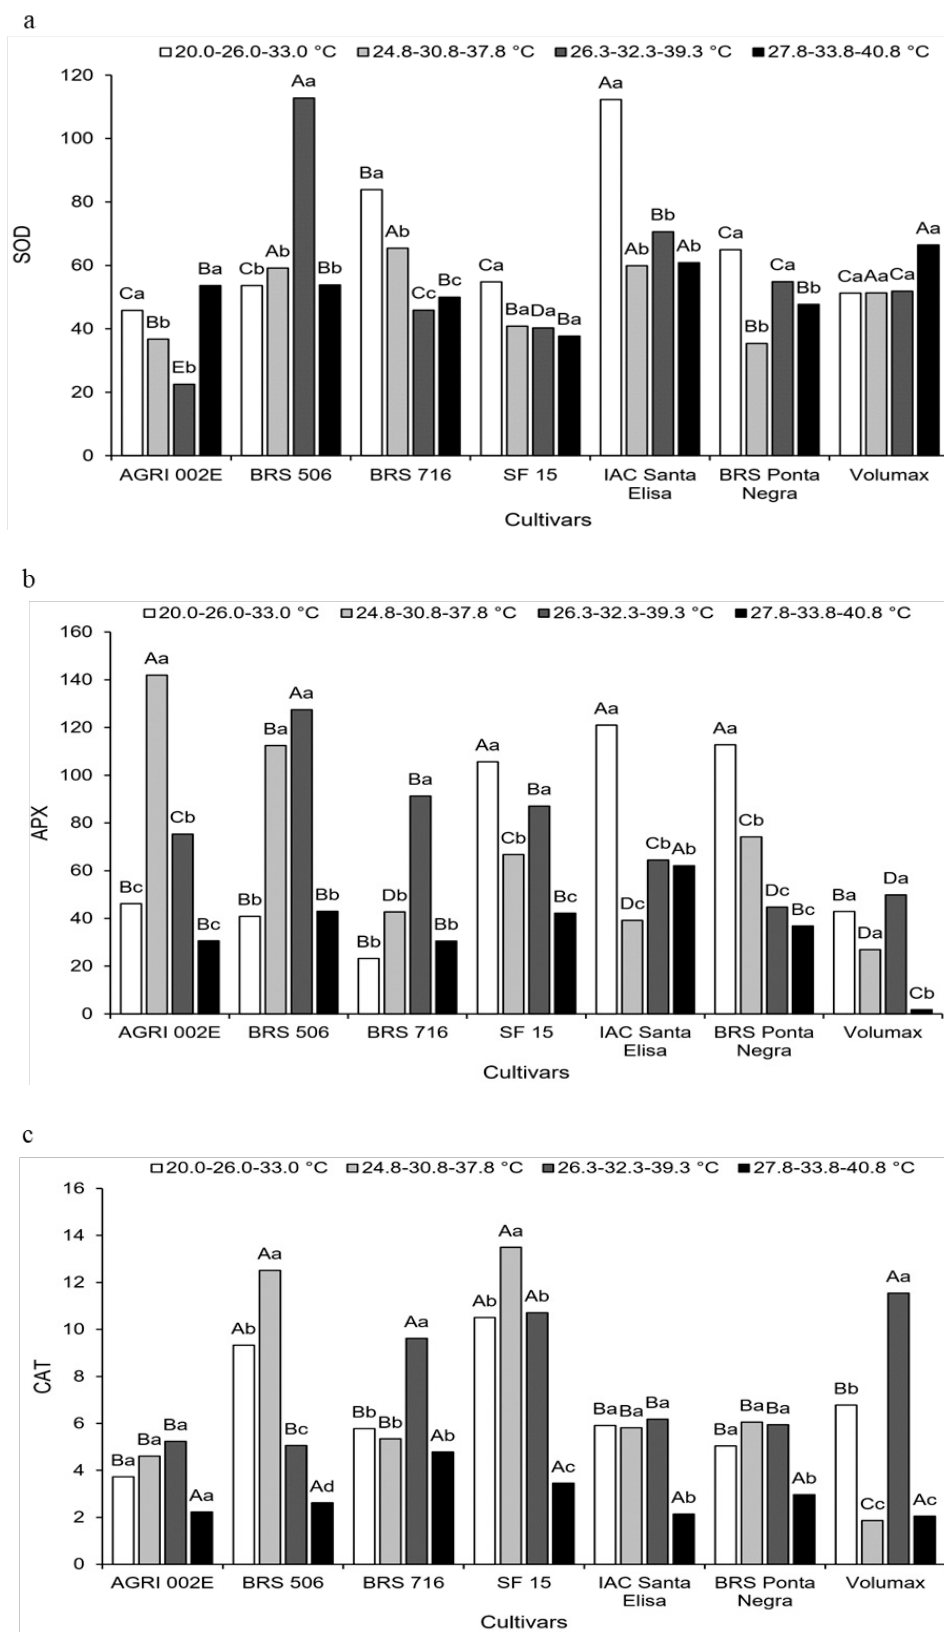 a
20.0-26.0-33.0 °C 24.8-30.8-37.8 °C 26.3-32.3-39.3 °C 27.8-33.8-40.8 °C
SOD
120
100
80
60
40
20
0
Ca Bb Eb Ba
Cb Ab Aa Bb
Ba Ab Cc Bc
Ca Ba Da Ba
Aa Ab Bb Ab
Ca Bb Ca Bb
Ca Aa Ca Aa
AGRI 002E BRS 506 BRS 716 SF 15 IAC Santa Elisa BRS Ponta Negra Volumax
Cultivars
b
20.0-26.0-33.0 °C 24.8-30.8-37.8 °C 26.3-32.3-39.3 °C 27.8-33.8-40.8 °C
APX
160
140
120
100
80
60
40
20
0
Bc Aa Cb Bc
Bb Ba Aa Bb
Bb Db Ba Bb
Aa Cb Ba Bc
Aa Dc Cb Ab
Aa Cb Dc Bc
Ba Da Da Cb
AGRI 002E BRS 506 BRS 716 SF 15 IAC Santa Elisa BRS Ponta Negra Volumax
Cultivars
c
20.0-26.0-33.0 °C 24.8-30.8-37.8 °C 26.3-32.3-39.3 °C 27.8-33.8-40.8 °C
CAT
16
14
12
10
8
6
4
2
0
Ba Ba Ba Aa
Ab Aa Bc Ad
Bb Bb Aa Ab
Ab Aa Ab Ac
Ba Ba Ba Ab
Ba Ba Ba Ab
Bb Cc Aa Ac
AGRI 002E BRS 506 BRS 716 SF 15 IAC Santa Elisa BRS Ponta Negra Volumax
Cultivars